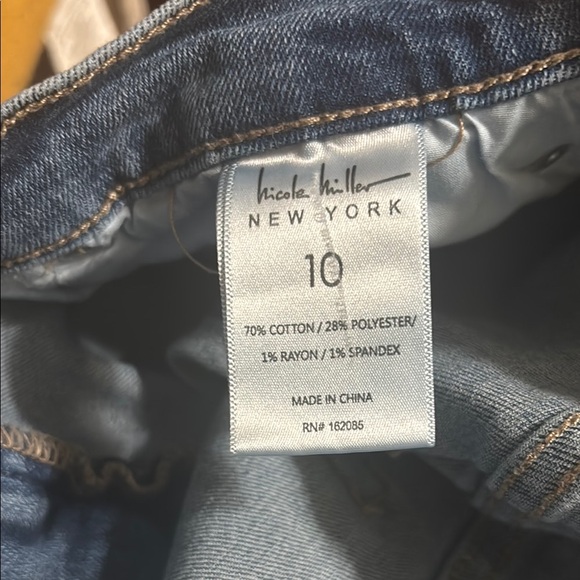 nicole miller
NEW YORK
10
70% COTTON / 28% POLYESTER/
1% RAYON / 1% SPANDEX
MADE IN CHINA
RN# 162085